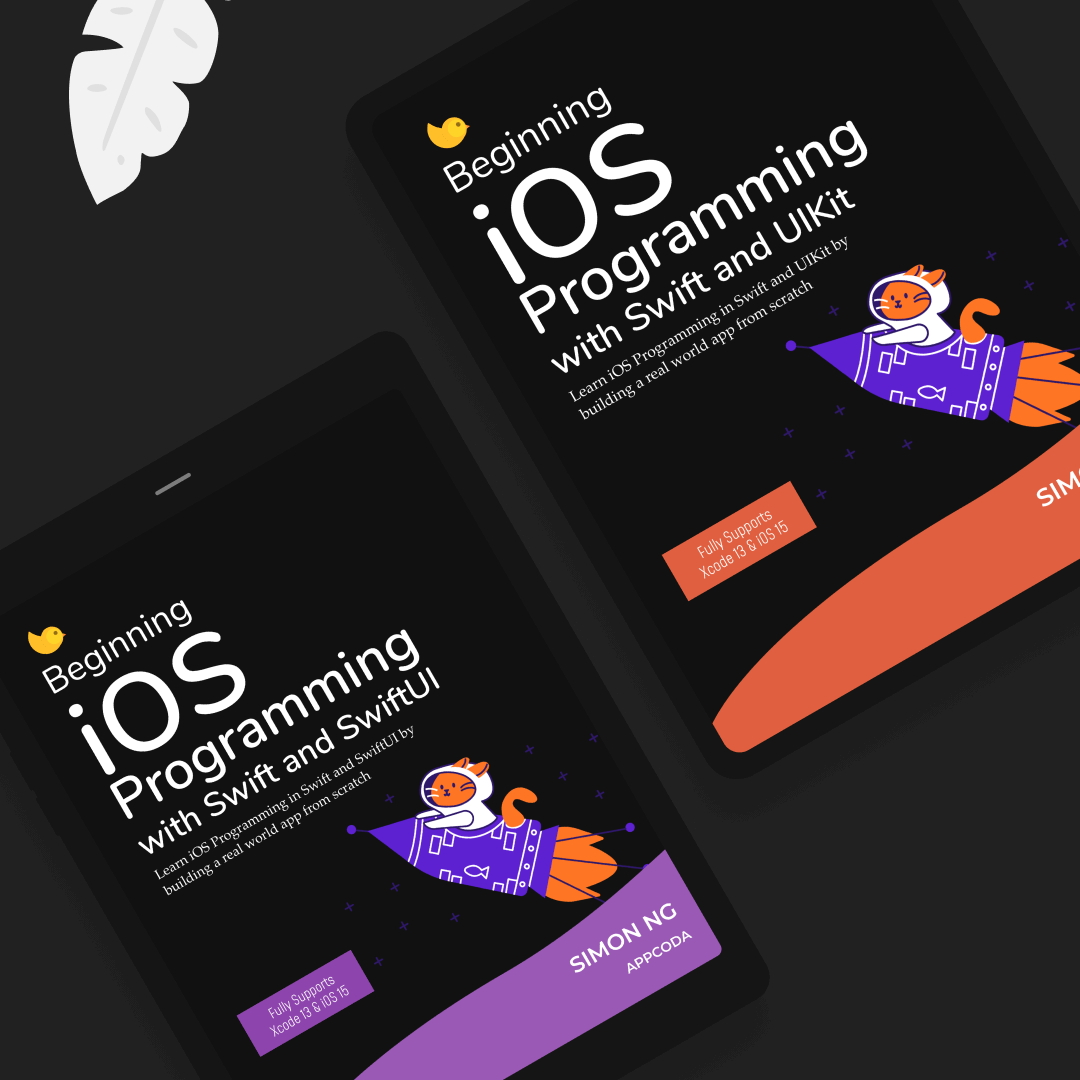 Beginning
iOS
Programming
with Swift and UIKit
Learn iOS Programming in Swift and UIKit by
building a real world app from scratch
Fully Supports
Xcode 13 & iOS 15
SIMO
Beginning
iOS
Programming
with Swift and SwiftUI
Learn iOS Programming in Swift and SwiftUI by
building a real world app from scratch
Fully Supports
Xcode 13 & iOS 15
SIMON NG
APPCODA